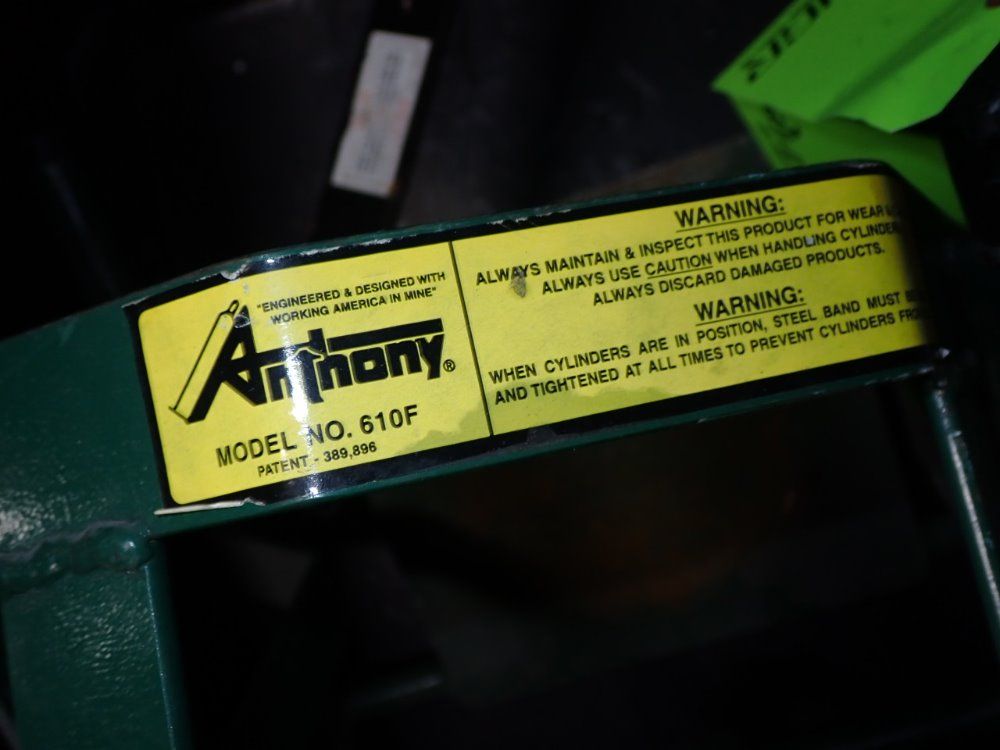 "ENGINEERED & DESIGNED WITH
WORKING AMERICA IN MINE"
Anthony®
MODEL NO. 610F
PATENT - 389,896
WARNING:
ALWAYS MAINTAIN & INSPECT THIS PRODUCT FOR WEAR
ALWAYS USE CAUTION WHEN HANDLING CYLINDER
ALWAYS DISCARD DAMAGED PRODUCTS.
WARNING:
WHEN CYLINDERS ARE IN POSITION, STEEL BAND MUST
AND TIGHTENED AT ALL TIMES TO PREVENT CYLINDERS